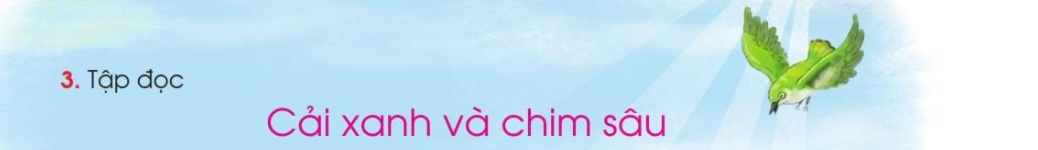 3. Tập đọc
Cải xanh và chim sâu